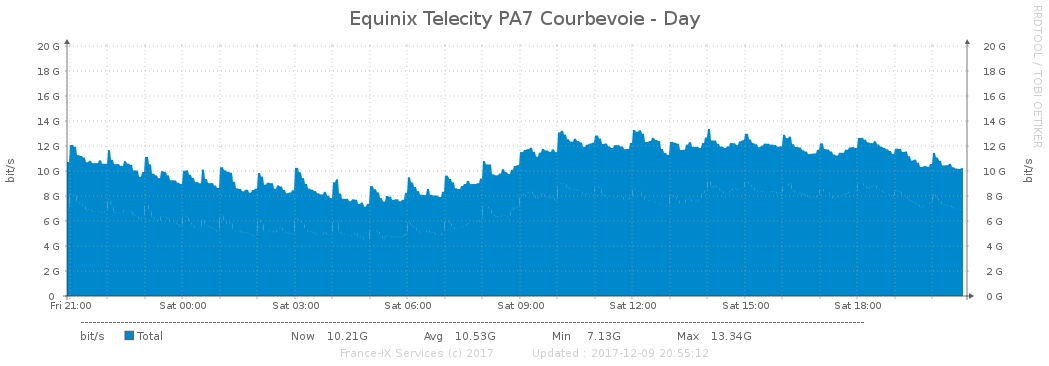 Equinix Telecity PA7 Courbevoie - Day
RRDTOOL / TOBI OETIKER
bit/s
20 G 20 G
18 G 18 G
16 G 16 G
14 G 14 G
12 G 12 G
10 G 10 G
8 G 8 G
6 G 6 G
4 G 4 G
2 G 2 G
0 0 G
bit/s
Fri 21:00 Sat 00:00 Sat 03:00 Sat 06:00 Sat 09:00 Sat 12:00 Sat 15:00 Sat 18:00
bit/s Total Now 10.21G Avg 10.53G Min 7.13G Max 13.34G
France-IX Services (c) 2017 Updated : 2017-12-09 20:55:12